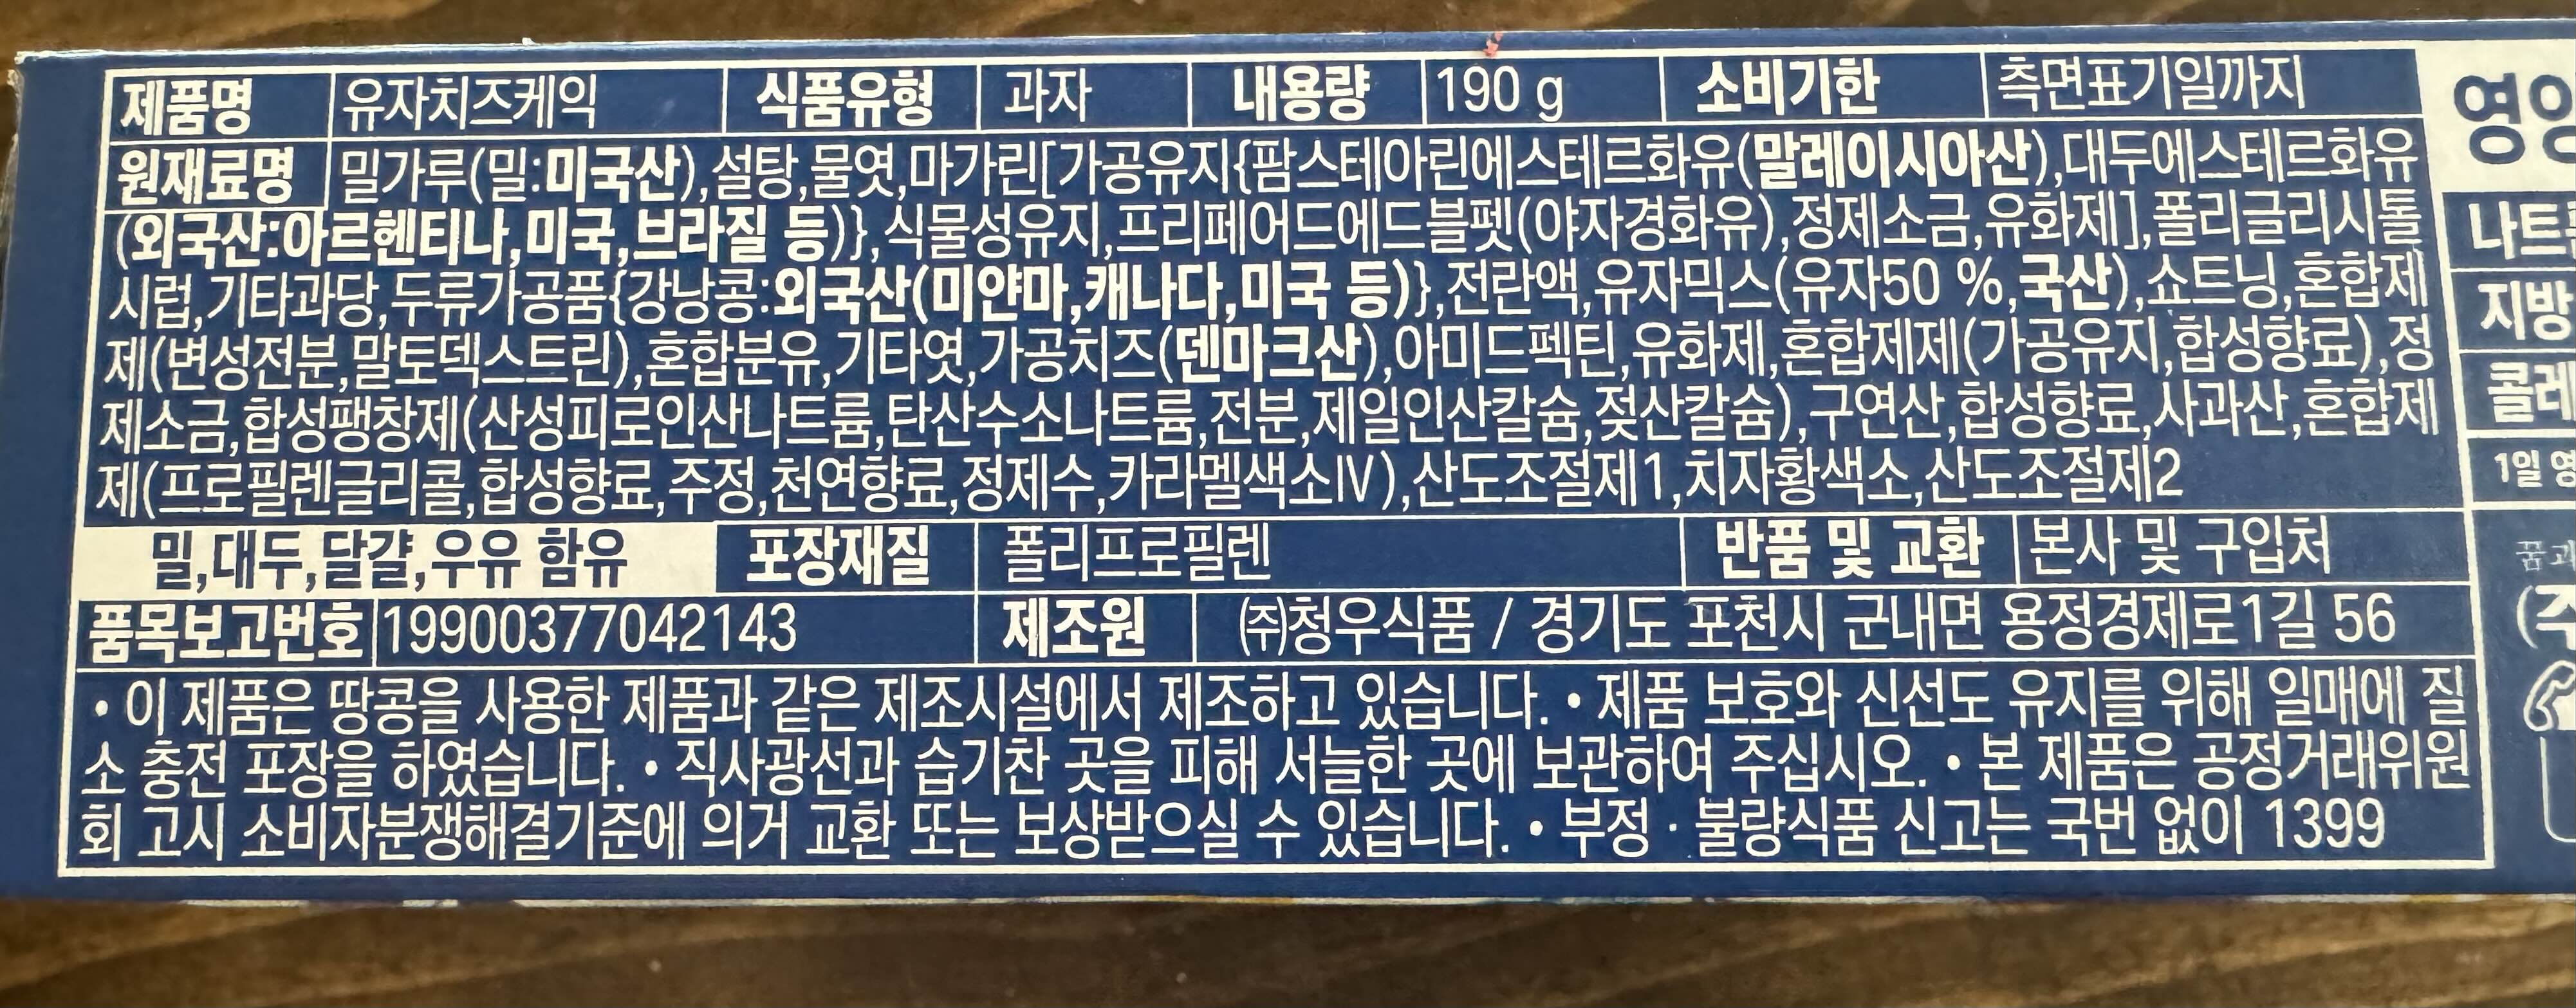 제품명 유자치즈케익 식품유형 과자 내용량 190 g 소비기한 측면표기일까지
원재료명 밀가루(밀:미국산),설탕,물엿,마가린[가공유지{팜스테아린에스테르화유(말레이시아산),대두에스테르화유
(외국산:아르헨티나,미국,브라질 등)},식물성유지,프리페어드에드블펫(야자경화유),정제소금,유화제],폴리글리시톨
시럽,기타과당,두류가공품{강낭콩:외국산(미얀마,캐나다,미국 등)},전란액,유자믹스(유자50 %,국산),쇼트닝,혼합제
제(변성전분,말토덱스트린),혼합분유,기타엿,가공치즈(덴마크산),아미드펙틴,유화제,혼합제제(가공유지,합성향료),정
제소금,합성팽창제(산성피로인산나트륨,탄산수소나트륨,전분,제일인산칼슘,젖산칼슘),구연산,합성향료,사과산,혼합제
제(프로필렌글리콜,합성향료,주정,천연향료,정제수,카라멜색소IV),산도조절제1,치자황색소,산도조절제2
밀,대두,달걀,우유 함유 포장재질 폴리프로필렌 반품 및 교환 본사 및 구입처
품목보고번호 19900377042143 제조원 ㈜청우식품 / 경기도 포천시 군내면 용정경제로1길 56
• 이 제품은 땅콩을 사용한 제품과 같은 제조시설에서 제조하고 있습니다. • 제품 보호와 신선도 유지를 위해 일매에 질
소 충전 포장을 하였습니다. • 직사광선과 습기찬 곳을 피해 서늘한 곳에 보관하여 주십시오. • 본 제품은 공정거래위원
회 고시 소비자분쟁해결기준에 의거 교환 또는 보상받으실 수 있습니다. • 부정 · 불량식품 신고는 국번 없이 1399
지방
1일 영